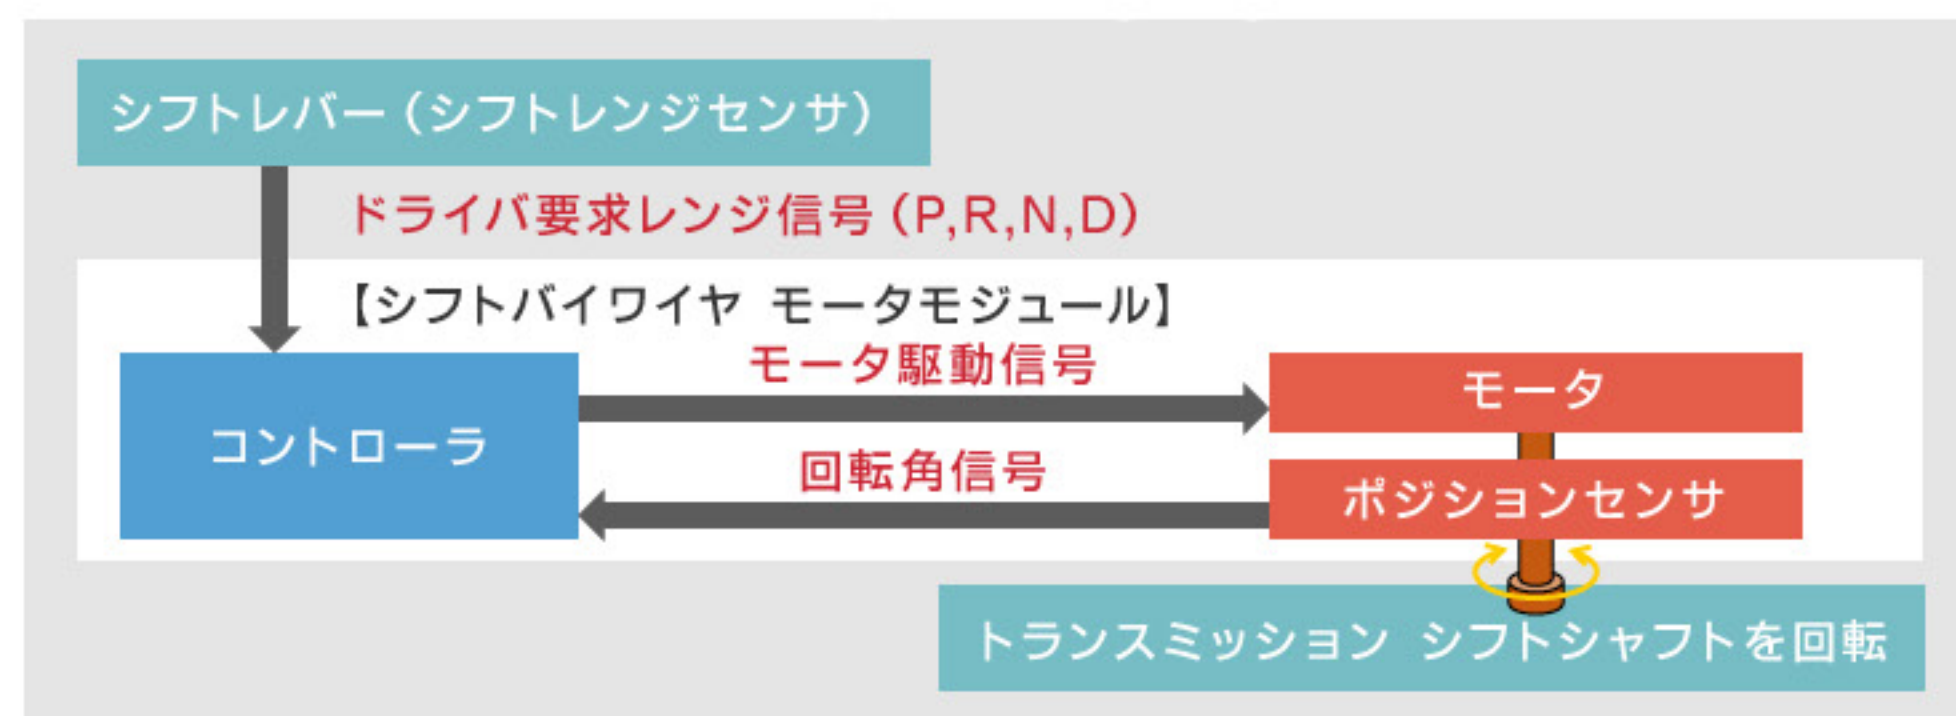 シフトレバー（シフトレンジセンサ）
ドライバ要求レンジ信号（P,R,N,D）
【シフトバイワイヤ モータモジュール】
モータ駆動信号
モータ
コントローラ
回転角信号
ポジションセンサ
トランスミッション シフトシャフトを回転